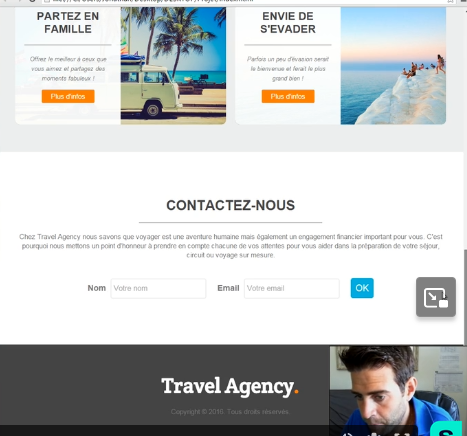 PARTEZ EN
FAMILLE
Offrez le meilleur à ceux que
vous aimez et partagez des
moments fabuleux !
Plus d'infos
ENVIE DE
S'EVADER
Parfois un peu d'évasion serait
le bienvenue et ferait le plus
grand bien !
Plus d'infos
CONTACTEZ-NOUS
Chez Travel Agency nous savons que voyager est une aventure humaine mais également un engagement financier important pour vous. C'est
pourquoi nous mettons un point d'honneur à prendre en compte chacune de vos attentes pour vous aider dans la préparation de votre séjour,
circuit ou voyage sur mesure.
Nom Votre nom Email Votre email OK
Travel Agency.
Copyright © 2016. Tous droits réservés.